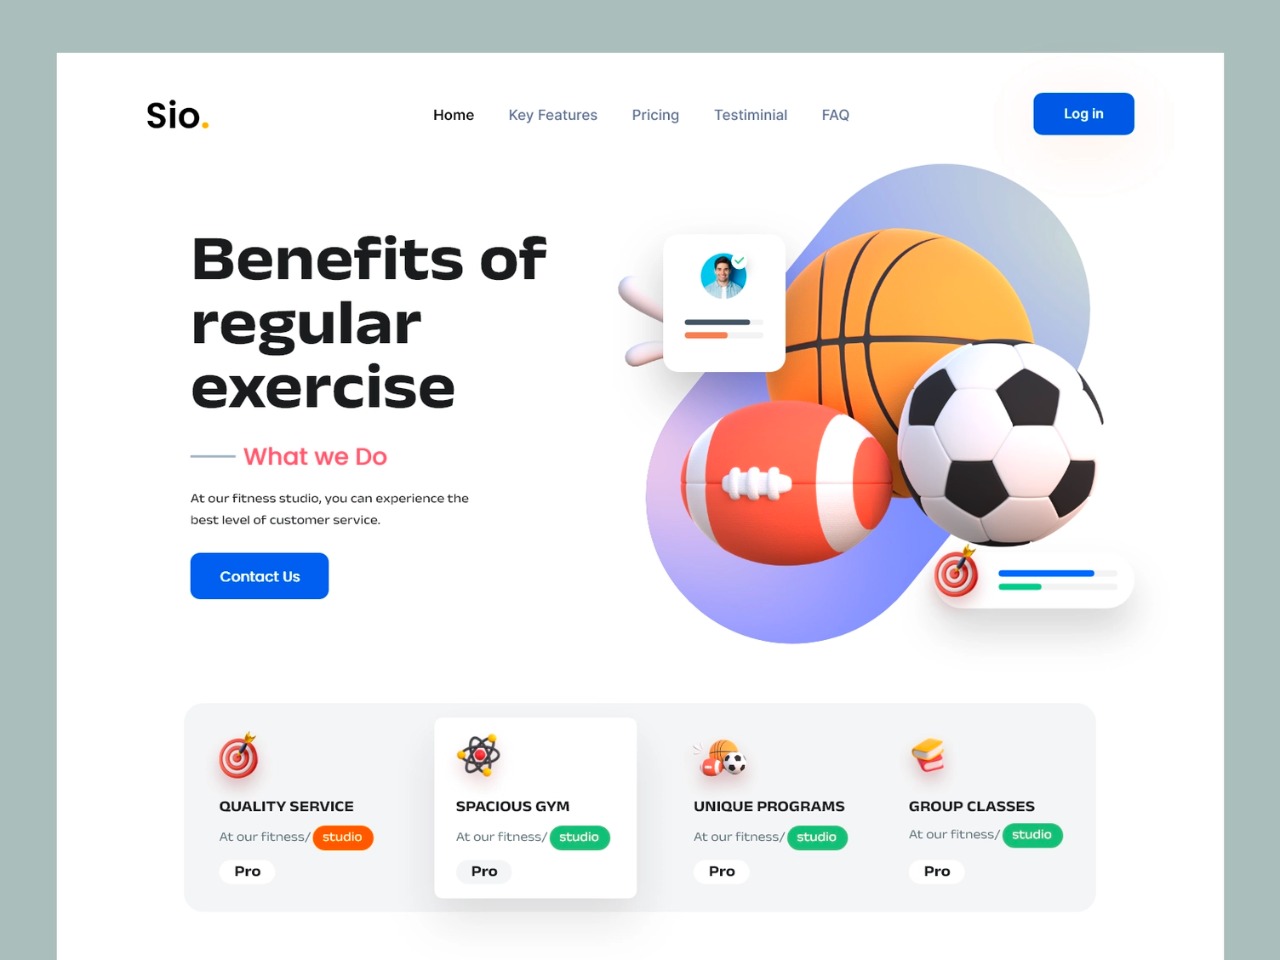 Sio.
Home
Key Features
Pricing
Testiminial
FAQ
Log in
Benefits of
regular
exercise
What we Do
At our fitness studio, you can experience the
best level of customer service.
Contact Us
QUALITY SERVICE
At our fitness/ studio
Pro
SPACIOUS GYM
At our fitness/ studio
Pro
UNIQUE PROGRAMS
At our fitness/ studio
Pro
GROUP CLASSES
At our fitness/ studio
Pro